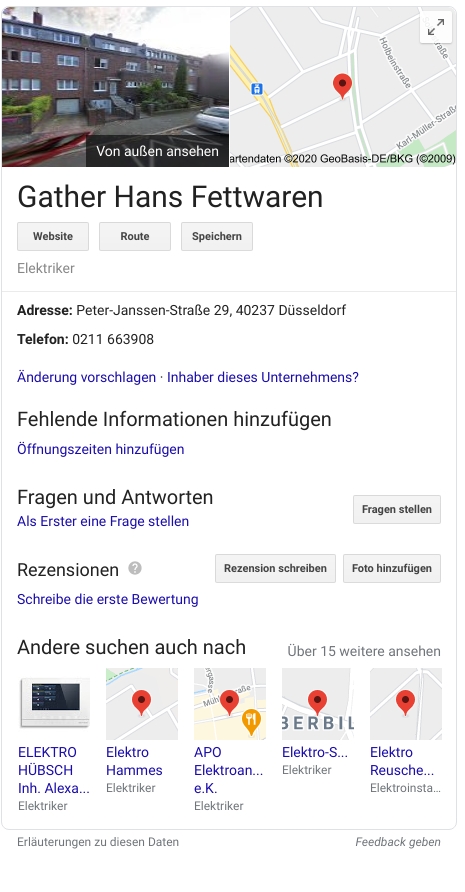 Holbeinstraße
Karl-Müller-Straße
Von außen ansehen
artendaten ©2020 GeoBasis-DE/BKG (©2009)
Gather Hans Fettwaren
Website Route Speichern
Elektriker
Adresse: Peter-Janssen-Straße 29, 40237 Düsseldorf
Telefon: 0211 663908
Änderung vorschlagen · Inhaber dieses Unternehmens?
Fehlende Informationen hinzufügen
Öffnungszeiten hinzufügen
Fragen und Antworten
Fragen stellen
Als Erster eine Frage stellen
Rezensionen ?
Rezension schreiben Foto hinzufügen
Schreibe die erste Bewertung
Andere suchen auch nach
Über 15 weitere ansehen
BERBIL
ELEKTRO
HÜBSCH
Inh. Alexa...
Elektriker
Elektro
Hammes
Elektriker
APO
Elektroan...
e.K.
Elektriker
Elektro-S...
Elektriker
Elektro
Reusche...
Elektroinsta...
Erläuterungen zu diesen Daten
Feedback geben